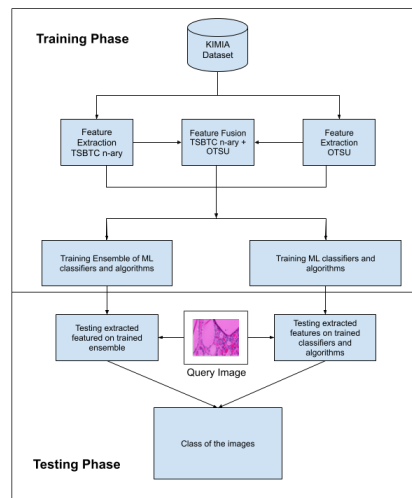 Training Phase
KIMIA
Dataset
Feature
Extraction
TSBTC n-ary
Feature Fusion
TSBTC n-ary +
OTSU
Feature
Extraction
OTSU
Training Ensemble of ML
classifiers and algorithms
Training ML classifiers and
algorithms
Testing extracted
featured on trained
ensemble
Query Image
Testing extracted
features on trained
classifiers and
algorithms
Class of the images
Testing Phase